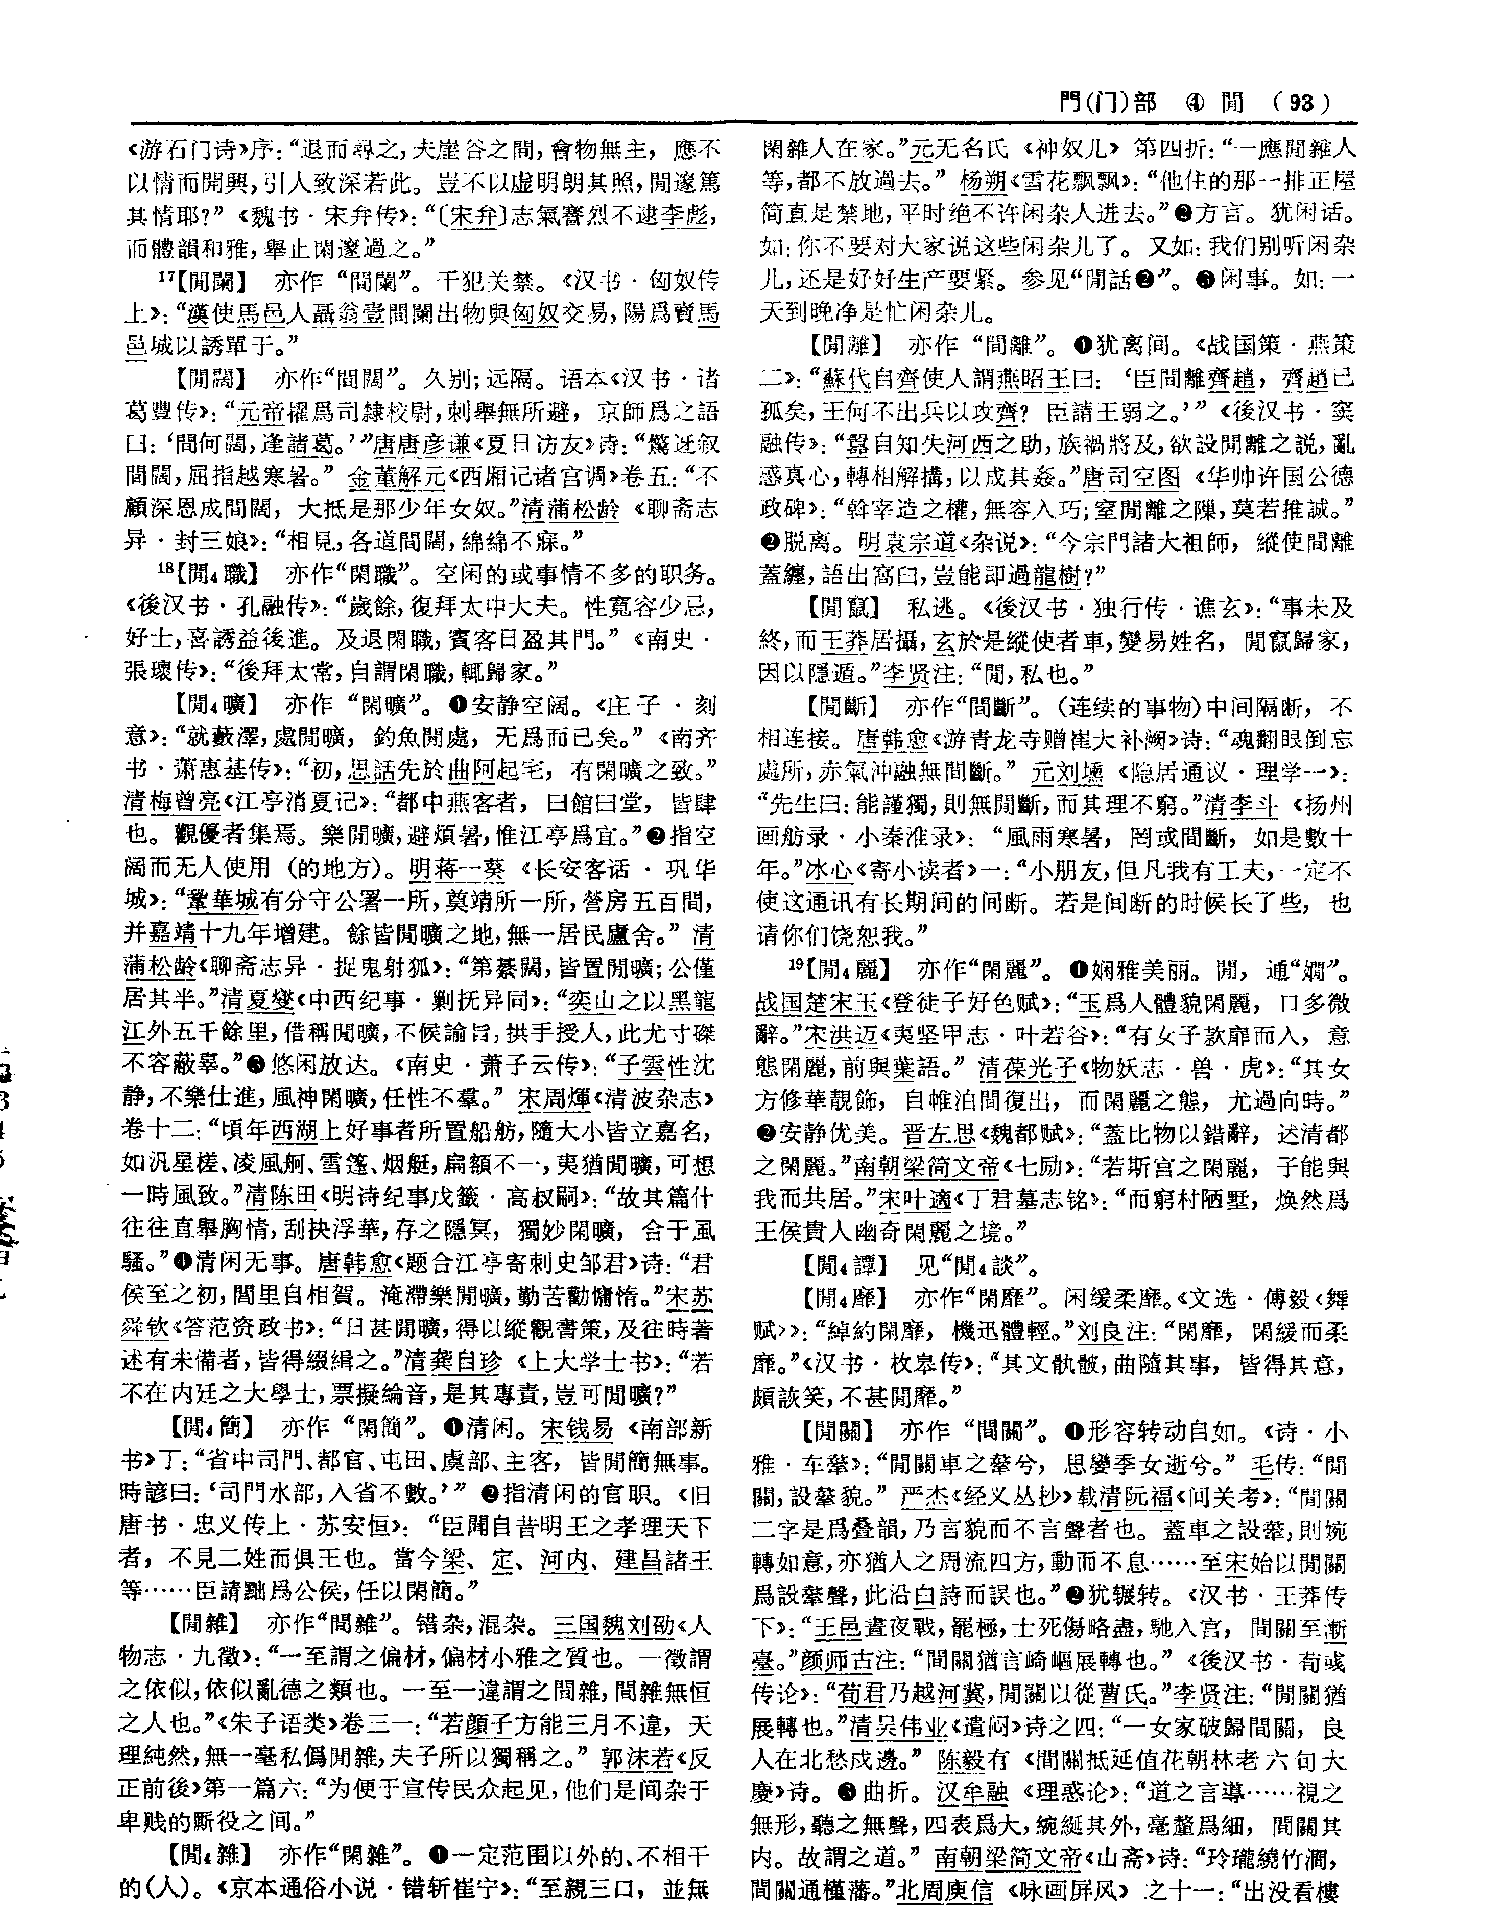 門(门)部 ④ 閒 (93)
《游石门诗》序：“退而尋之，夫崖谷之間，會物無主，應不
以情而開興，引人致深若此。豈不以虚明朗其照，閒邃篤
其情耶？”《魏书·宋弁传》：“〔宋弁〕志氣謇烈不逮李彪，
而體韻和雅，舉止閑邃過之。”
17【閒闌】 亦作“間闌”。干犯关禁。《汉书·匈奴传
上》：“漢使馬邑人聶翁壹間闌出物與匈奴交易，陽爲賣馬
邑城以誘單于。”
【閒闊】 亦作“間闊”。久别；远隔。语本《汉书·诸
葛豐传》：“元帝擢爲司隸校尉，刺舉無所避，京師爲之語
曰：‘間何闊，逢諸葛。’”唐唐彦谦《夏日访友》诗：“驚迓叙
間闊，屈指越寒暑。”金董解元《西厢记诸宫调》卷五：“不
顧深恩成間闊，大抵是那少年女奴。”清蒲松龄《聊斋志
异·封三娘》：“相見，各道間闊，綿綿不寐。”
18【閒4職】 亦作“閑職”。空闲的或事情不多的职务。
《後汉书·孔融传》：“歲餘，復拜太中大夫。性寬容少忌，
好士，喜誘益後進。及退閑職，賓客日盈其門。”《南史·
張瓌传》：“後拜太常，自謂閑職，輒歸家。”
【閒4曠】 亦作“閑曠”。❶安静空阔。《庄子·刻
意》：“就藪澤，處閒曠，釣魚閒處，无爲而已矣。”《南齐
书·萧惠基传》：“初，思話先於曲阿起宅，有閑曠之致。”
清梅曾亮《江亭消夏记》：“都中燕客者，曰館曰堂，皆肆
也。觀優者集焉。樂閒曠，避煩暑，惟江亭爲宜。”❷指空
阔而无人使用（的地方）。明蒋一葵《长安客话·巩华
城》：“鞏華城有分守公署一所，奠靖所一所，營房五百間，
并嘉靖十九年增建。餘皆閒曠之地，無一居民廬舍。”清
蒲松龄《聊斋志异·捉鬼射狐》：“第綦闊，皆置閒曠；公僅
居其半。”清夏燮《中西纪事·剿抚异同》：“奕山之以黑龍
江外五千餘里，借稱閒曠，不候諭旨，拱手授人，此尤寸磔
不容蔽辜。”❸悠闲放达。《南史·萧子云传》：“子雲性沈
静，不樂仕進，風神閑曠，任性不羣。”宋周煇《清波杂志》
卷十二：“頃年西湖上好事者所置船舫，隨大小皆立嘉名，
如汎星槎、凌風舸、雪篷、烟艇，扁額不一，夷猶閒曠，可想
一時風致。”清陈田《明诗纪事戊籤·高叔嗣》：“故其篇什
往往直舉胸情，刮抉浮華，存之隱冥，獨妙閑曠，合于風
騷。”❹清闲无事。唐韩愈《题合江亭寄刺史邹君》诗：“君
侯至之初，閭里自相賀。淹滯樂閒曠，勤苦勸慵惰。”宋苏
舜钦《答范资政书》：“日甚閒曠，得以縱觀書策，及往時著
述有未備者，皆得綴緝之。”清龚自珍《上大学士书》：“若
不在内廷之大學士，票擬綸音，是其專責，豈可閒曠？”
【閒4簡】 亦作“閑簡”。❶清闲。宋钱易《南部新
书》丁：“省中司門、都官、屯田、虞部、主客，皆閒簡無事。
時諺曰：‘司門水部，入省不數。’”❷指清闲的官职。《旧
唐书·忠义传上·苏安恒》：“臣聞自昔明王之孝理天下
者，不見二姓而俱王也。當今梁、定、河内、建昌諸王
等……臣請黜爲公侯，任以閑簡。”
【閒雜】 亦作“間雜”。错杂，混杂。三国魏刘劭《人
物志·九徵》：“一至謂之偏材，偏材小雅之質也。一徵謂
之依似，依似亂德之類也。一至一違謂之間雜，間雜無恒
之人也。”《朱子语类》卷三一：“若顔子方能三月不違，天
理純然，無一毫私僞閒雜，夫子所以獨稱之。”郭沫若《反
正前後》第一篇六：“为便于宣传民众起见，他们是间杂于
卑贱的厮役之间。”
【閒4雜】 亦作“閑雜”。❶一定范围以外的、不相干
的（人）。《京本通俗小说·错斩崔宁》：“至親三口，並無
閑雜人在家。”元无名氏《神奴儿》第四折：“一應閒雜人
等，都不放過去。”杨朔《雪花飘飘》：“他住的那一排正屋
简直是禁地，平时绝不许闲杂人进去。”❷方言。犹闲话。
如：你不要对大家说这些闲杂儿了。又如：我们别听闲杂
儿，还是好好生产要紧。参见“閒話❷”。❸闲事。如：一
天到晚净是忙闲杂儿。
【閒離】 亦作“間離”。❶犹离间。《战国策·燕策
二》：“蘇代自齊使人謂燕昭王曰：‘臣間離齊趙，齊趙已
孤矣，王何不出兵以攻齊？臣請王弱之。’”《後汉书·窦
融传》：“囂自知失河西之助，族禍將及，欲設閒離之説，亂
惑真心，轉相解構，以成其姦。”唐司空图《华帅许国公德
政碑》：“斡宰造之權，無容入巧；窒閒離之隟，莫若推誠。”
❷脱离。明袁宗道《杂说》：“今宗門諸大祖師，縱使間離
蓋纏，語出窩臼，豈能即過龍樹？”
【閒竄】 私逃。《後汉书·独行传·谯玄》：“事未及
終，而王莽居攝，玄於是縱使者車，變易姓名，閒竄歸家，
因以隱遁。”李贤注：“閒，私也。”
【閒斷】 亦作“間斷”。（连续的事物）中间隔断，不
相连接。唐韩愈《游青龙寺赠崔大补阙》诗：“魂翻眼倒忘
處所，赤氣沖融無間斷。”元刘壎《隐居通议·理学一》：
“先生曰：能謹獨，則無閒斷，而其理不窮。”清李斗《扬州
画舫录·小秦淮录》：“風雨寒暑，罔或間斷，如是數十
年。”冰心《寄小读者》一：“小朋友，但凡我有工夫，一定不
使这通讯有长期间的间断。若是间断的时候长了些，也
请你们饶恕我。”
19【閒4麗】 亦作“閑麗”。❶娴雅美丽。閒，通“嫺”。
战国楚宋玉《登徒子好色赋》：“玉爲人體貌閑麗，口多微
辭。”宋洪迈《夷坚甲志·叶若谷》：“有女子款扉而入，意
態閑麗，前與葉語。”清葆光子《物妖志·兽·虎》：“其女
方修華靚飾，自帷泊間復出，而閑麗之態，尤過向時。”
❷安静优美。晋左思《魏都赋》：“蓋比物以錯辭，述清都
之閑麗。”南朝梁简文帝《七励》：“若斯宫之閑麗，子能與
我而共居。”宋叶適《丁君墓志铭》：“而窮村陋墅，焕然爲
王侯貴人幽奇閑麗之境。”
【閒4譚】 见“閒4談”。
【閒4靡】 亦作“閑靡”。闲缓柔靡。《文选·傅毅〈舞
赋〉》：“綽約閑靡，機迅體輕。”刘良注：“閑靡，閑緩而柔
靡。”《汉书·枚皋传》：“其文骫骳，曲隨其事，皆得其意，
頗詼笑，不甚閒靡。”
【閒關】 亦作“間關”。❶形容转动自如。《诗·小
雅·车舝》：“閒關車之舝兮，思孌季女逝兮。”毛传：“閒
關，設舝貌。”严杰《经义丛抄》载清阮福《间关考》：“閒關
二字是爲叠韻，乃言貌而不言聲者也。蓋車之設舝，則婉
轉如意，亦猶人之周流四方，動而不息……至宋始以閒關
爲設舝聲，此沿白詩而誤也。”❷犹辗转。《汉书·王莽传
下》：“王邑晝夜戰，罷極，士死傷略盡，馳入宫，間關至漸
臺。”颜师古注：“間關猶言崎嶇展轉也。”《後汉书·荀彧
传论》：“荀君乃越河冀，閒關以從曹氏。”李贤注：“閒關猶
展轉也。”清吴伟业《遣闷》诗之四：“一女家破歸間關，良
人在北愁戍邊。”陈毅有《間關抵延值花朝林老六旬大
慶》诗。❸曲折。汉牟融《理惑论》：“道之言導……視之
無形，聽之無聲，四表爲大，蜿綖其外，毫釐爲細，間關其
内。故謂之道。”南朝梁简文帝《山斋》诗：“玲瓏繞竹澗，
間關通槿藩。”北周庾信《咏画屏风》之十一：“出没看樓